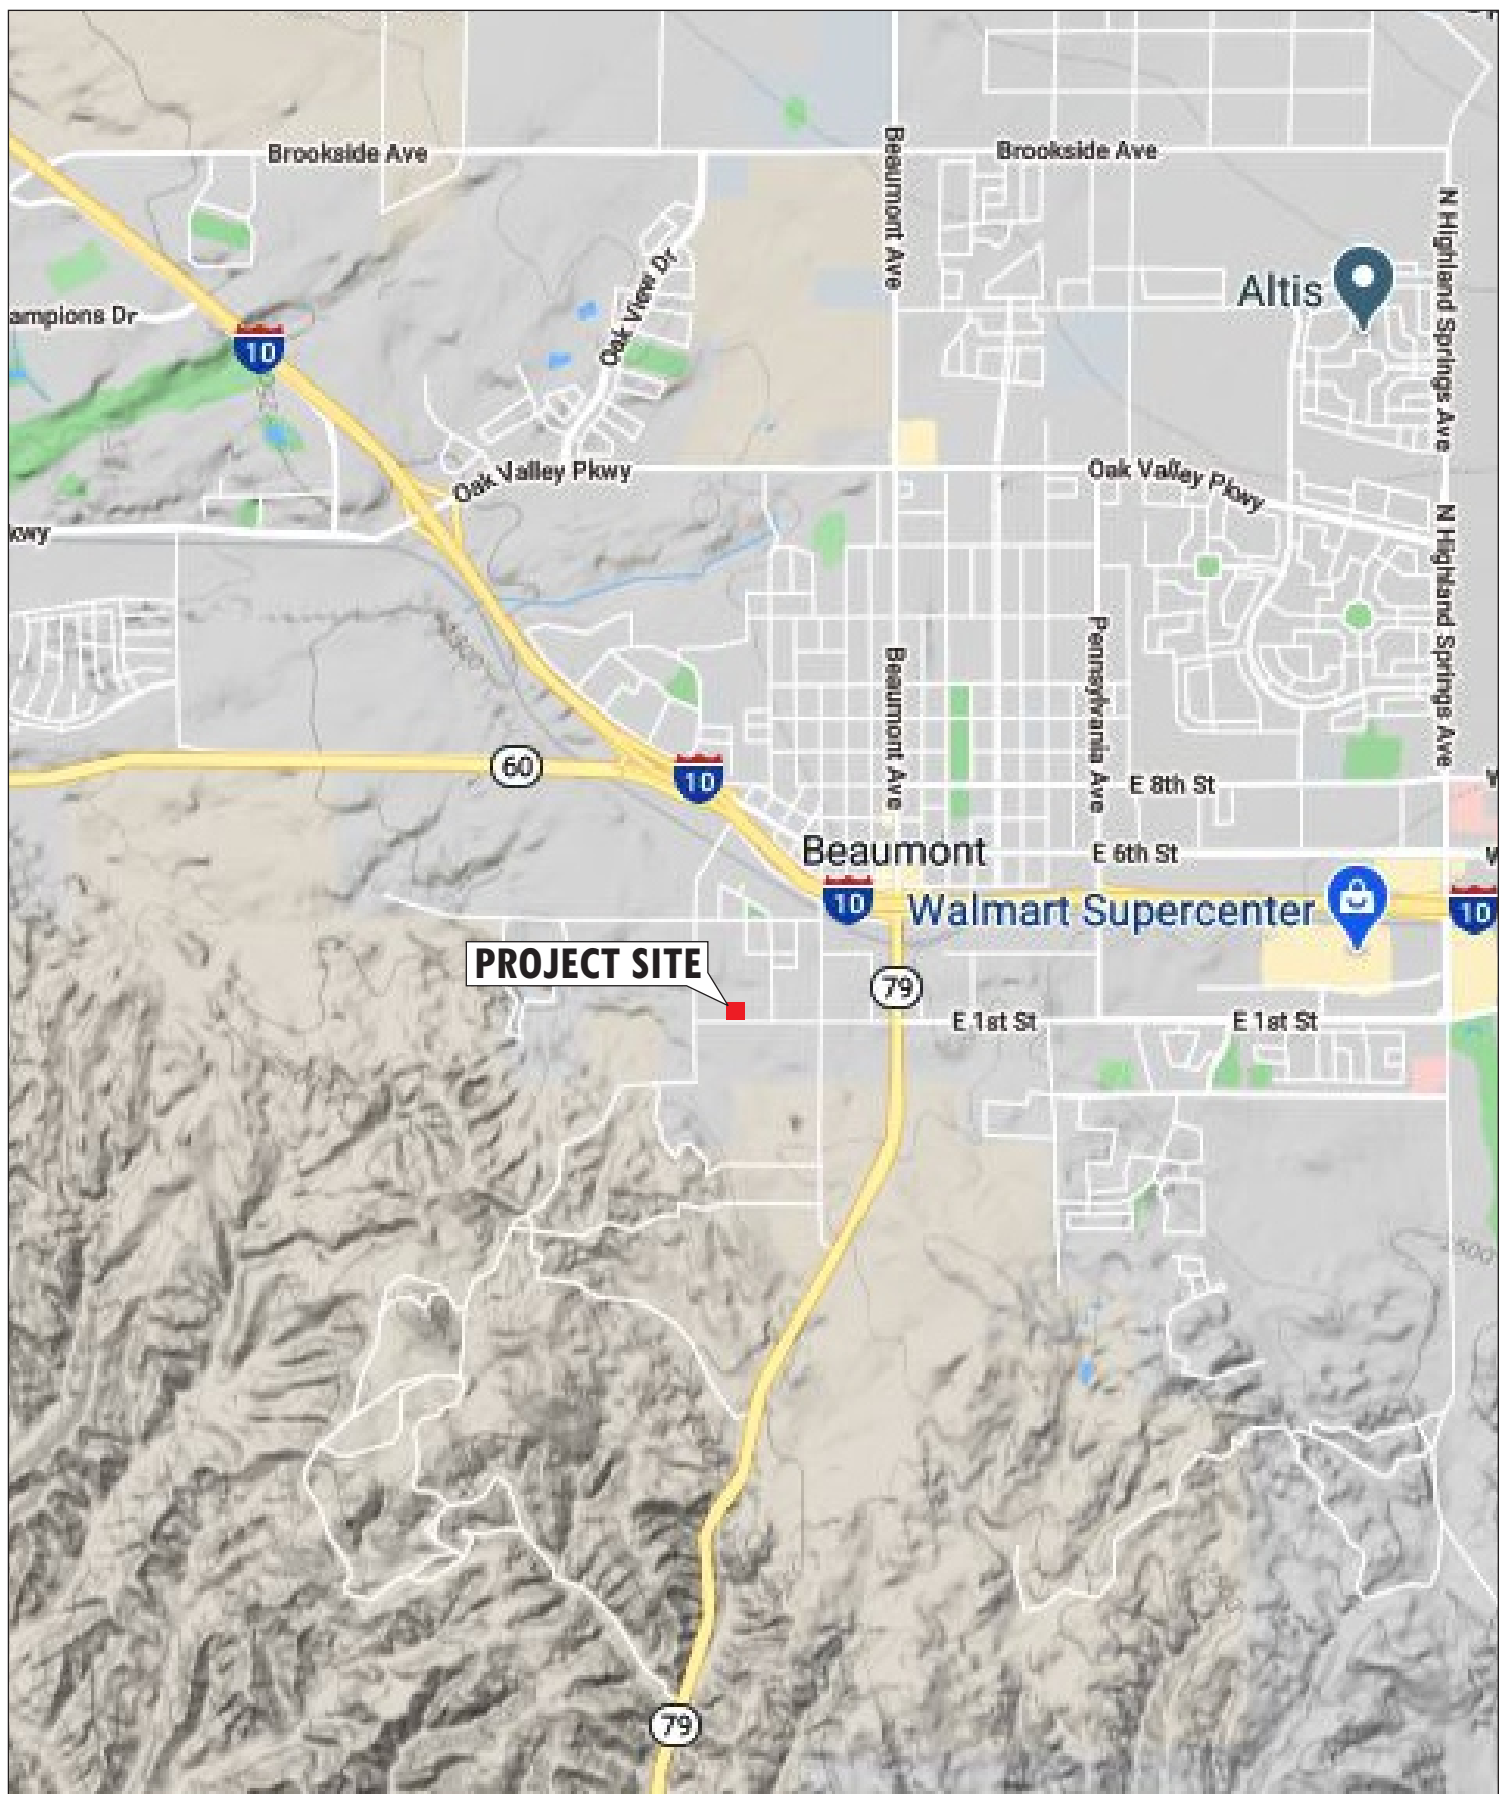 Brookside Ave
Brookside Ave
Beaumont Ave
N Highland Springs Ave
Oak View Dr
Altis
ampions Dr
10
Oak Valley Pkwy
Oak Valley Pkwy
kwy
N Highland Springs Ave
Pennsylvania Ave
Beaumont Ave
60
10
E 8th St
Beaumont
E 6th St
10
Walmart Supercenter
10
PROJECT SITE
79
E 1st St
E 1st St
2500
79